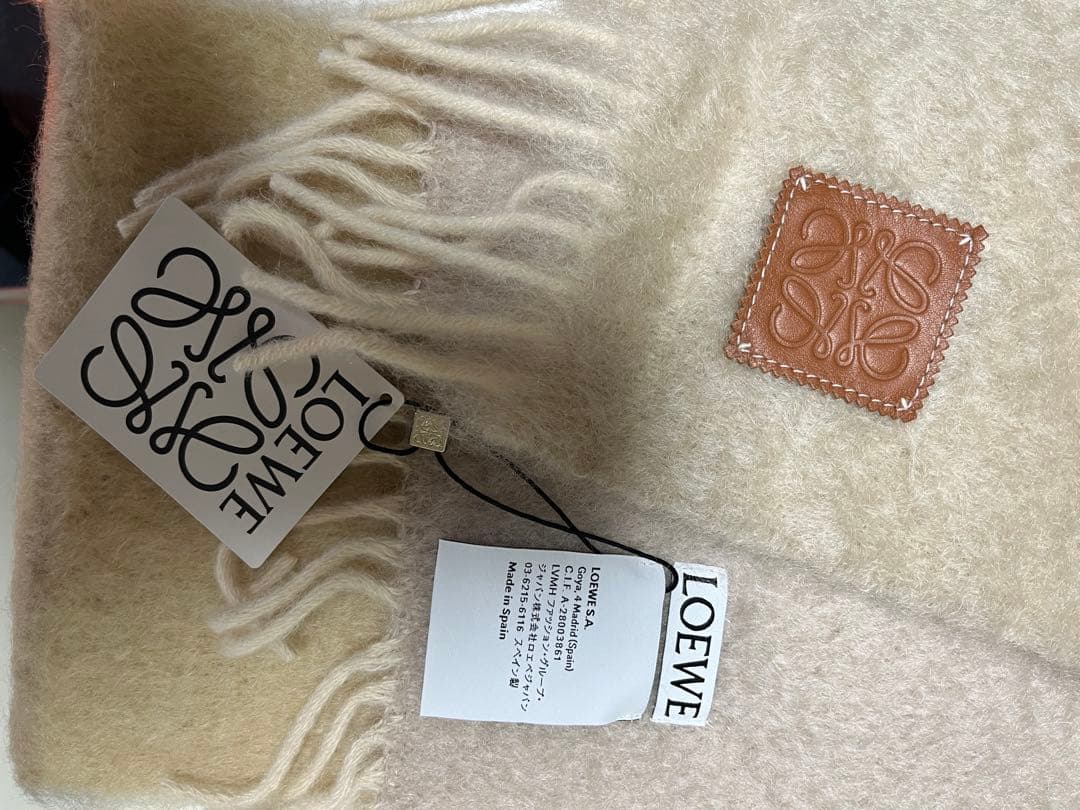 LOEWE
LOEWE
LOEWE S.A.
Goya, 4 Madrid (Spain)
C.I.F. A-28003861
LVMH ファッション・グループ・
ジャパン株式会社ロエベジャパン
03-6215-6116 スペイン製
Made in Spain